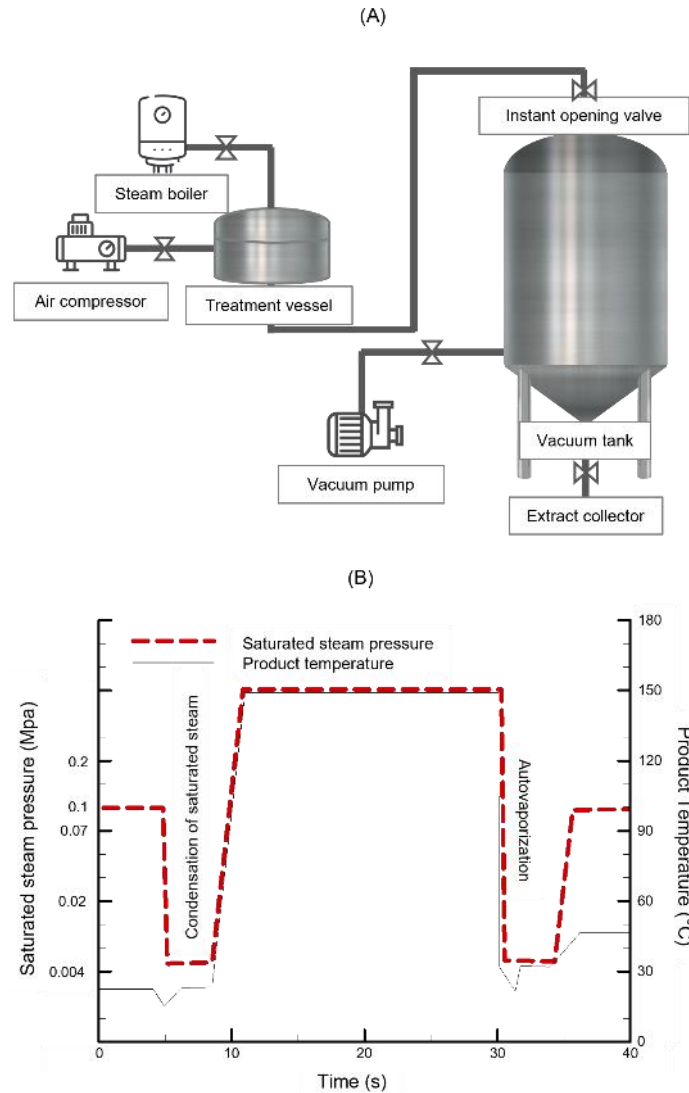 (A)
Instant opening valve
Steam boiler
Air compressor
Treatment vessel
Vacuum tank
Vacuum pump
Extract collector
(B)
Saturated steam pressure
Product temperature
Saturated steam pressure (Mpa)
0.2
0.1
0.07
0.02
0.004
Condensation of saturated steam
Autovaporization
180
150
120
90
60
30
0
Product Temperature (°C)
0
10
20
30
40
Time (s)